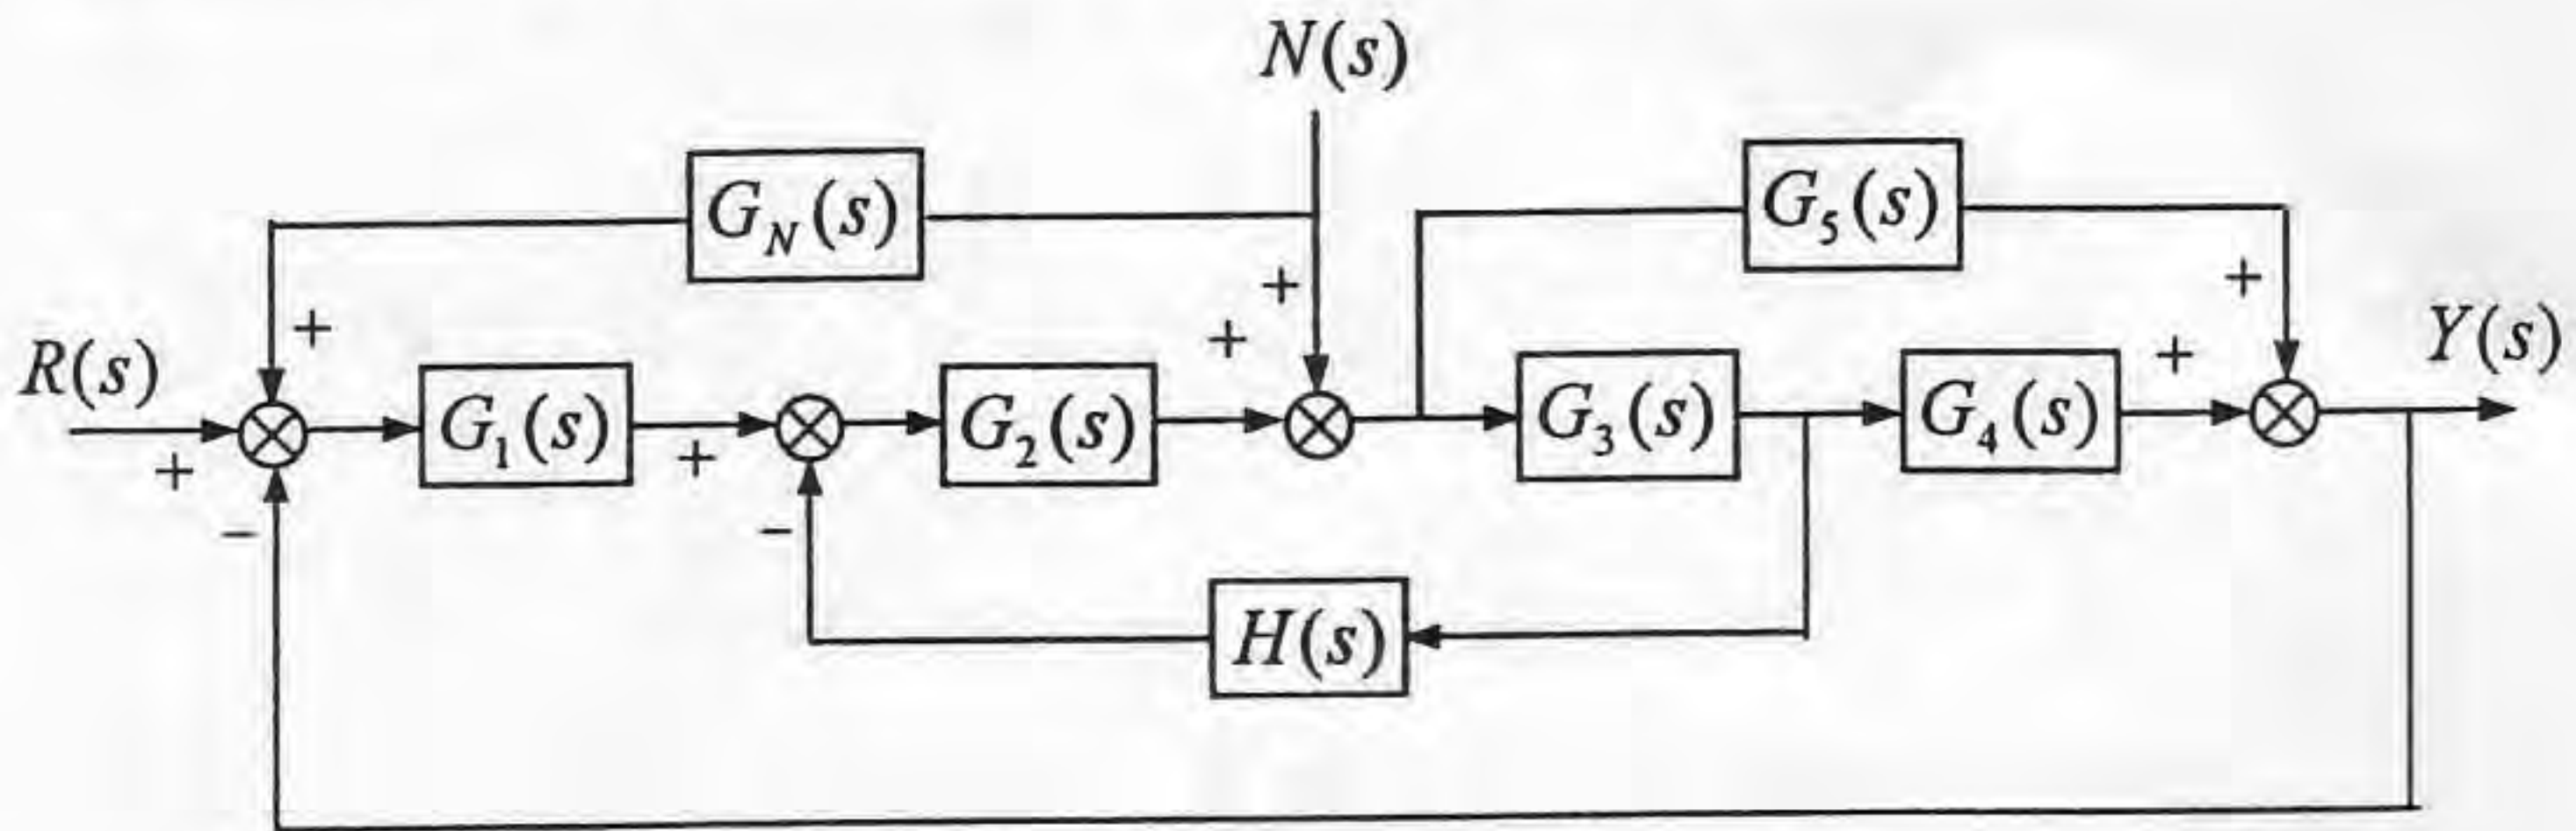 N(s)
G_N(s)
G_5(s)
+
+
+
+
+
R(s)
G_1(s)
G_2(s)
G_3(s)
G_4(s)
Y(s)
+
+
−
−
H(s)